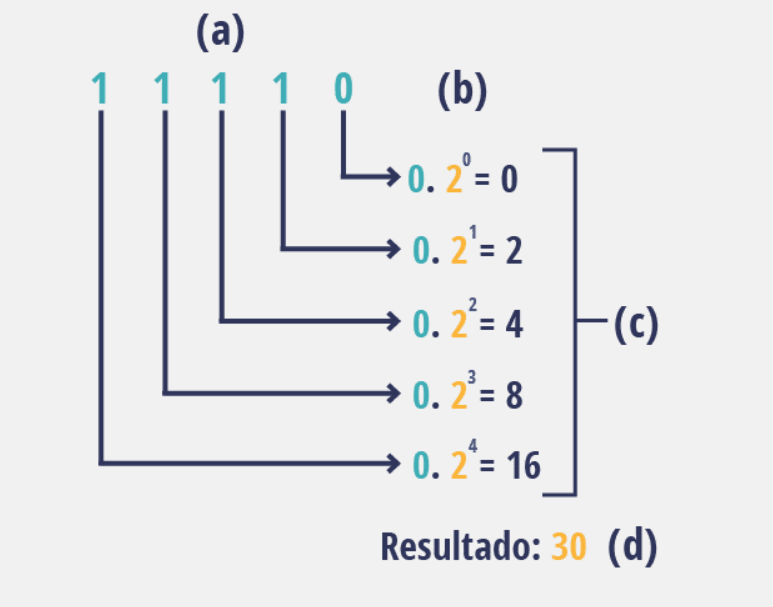 (a)
1 1 1 1 0 (b)
0. 2⁰ = 0
0. 2¹ = 2
0. 2² = 4
0. 2³ = 8
0. 2⁴ = 16
(c)
Resultado: 30 (d)